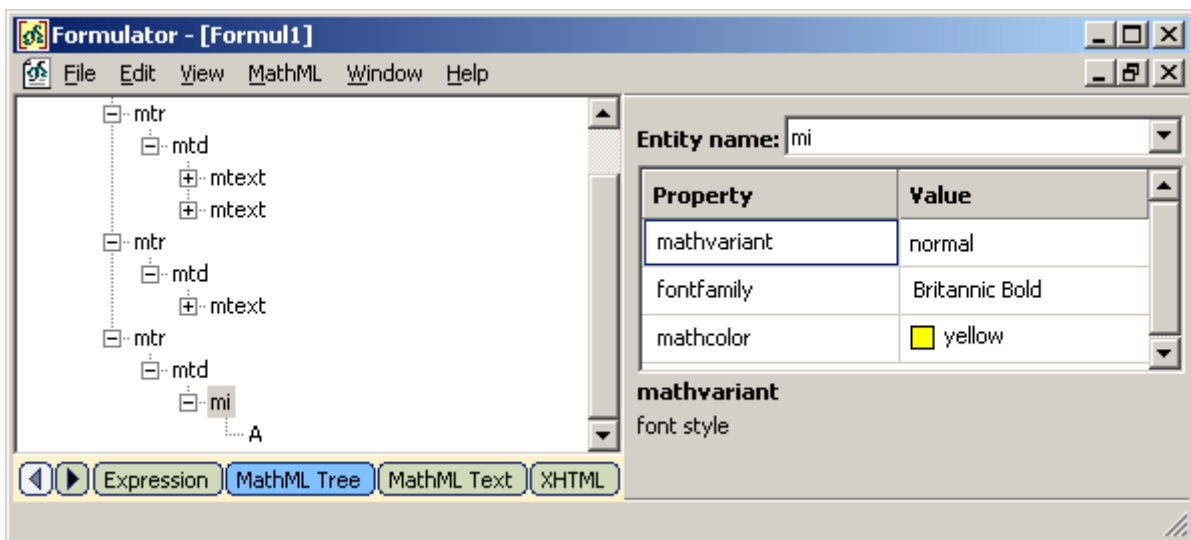 Formulator - [Formul1]
File Edit View MathML Window Help
mtr
mtd
mtext
mtext
mtr
mtd
mtext
mtr
mtd
mi
A
Expression MathML Tree MathML Text XHTML
Entity name: mi
Property Value
mathvariant normal
fontfamily Britannic Bold
mathcolor yellow
mathvariant
font style